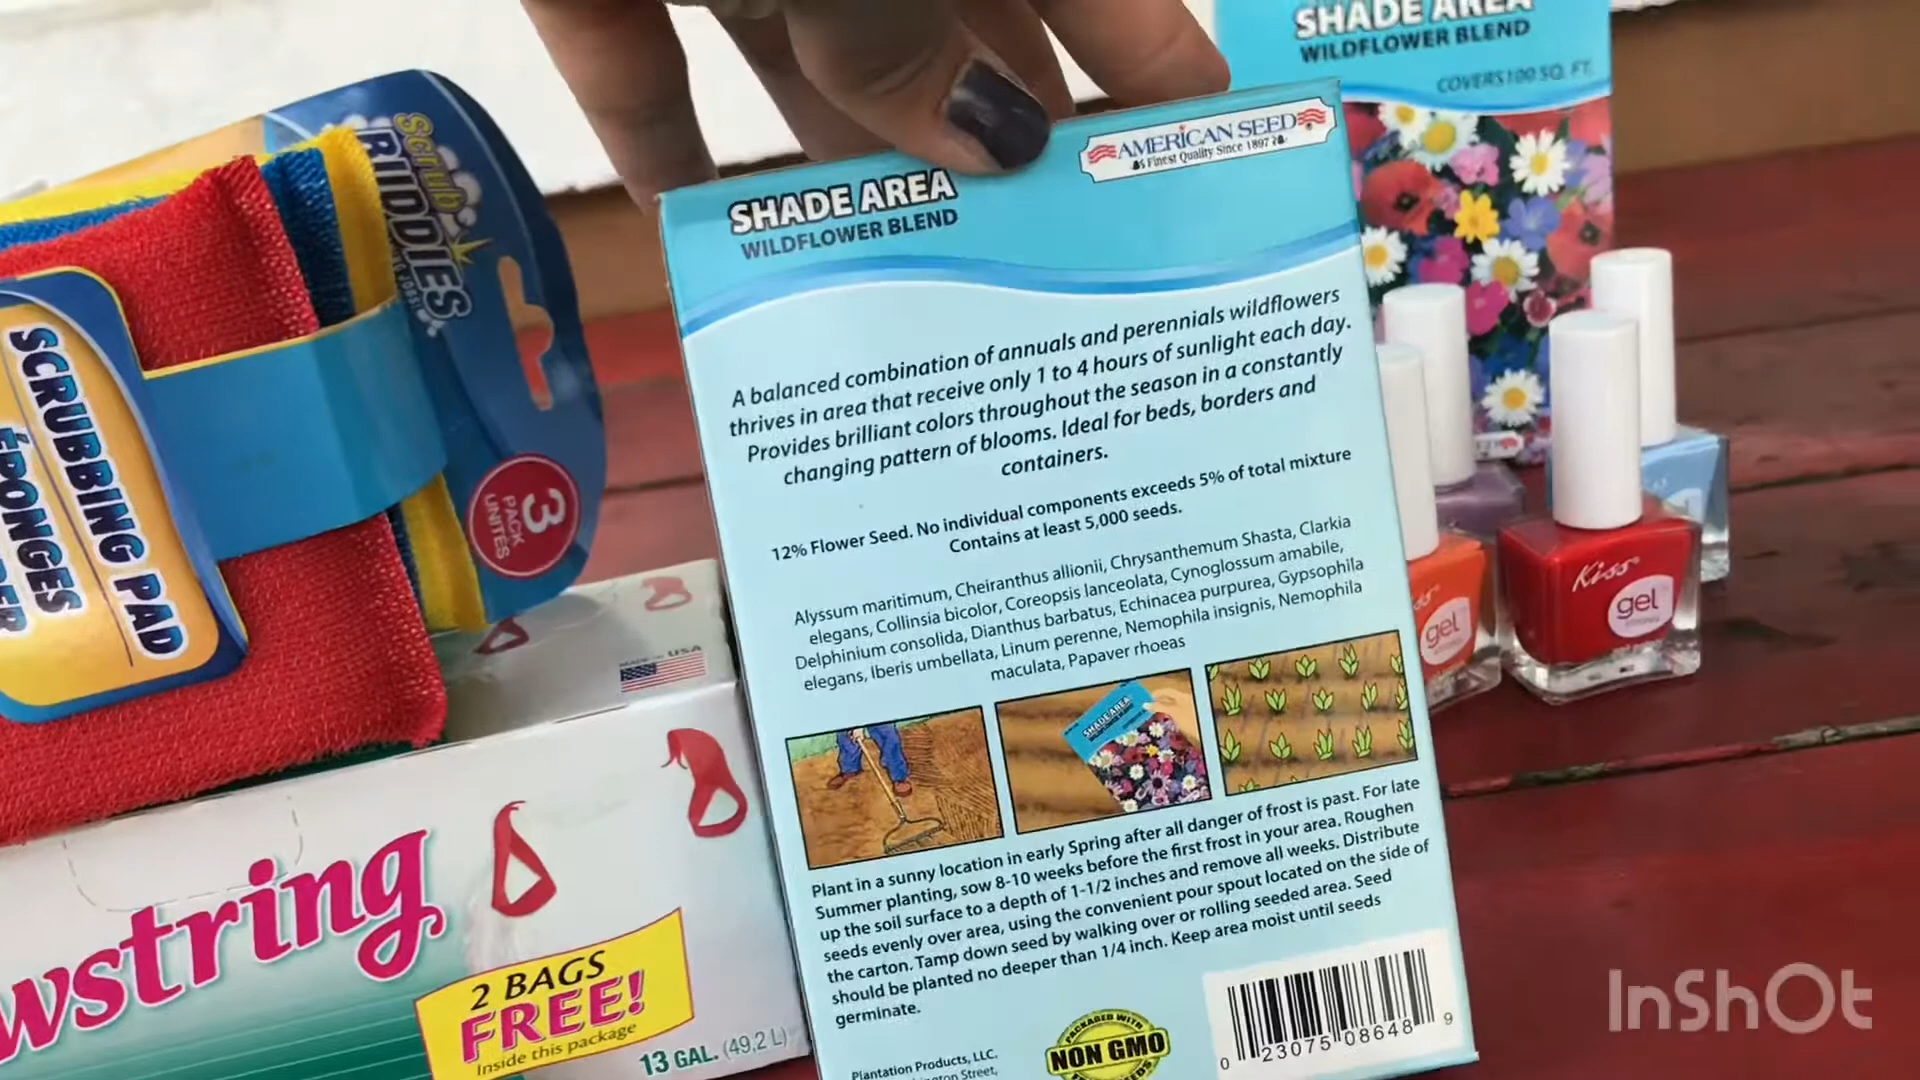 SHADE AREA
WILDFLOWER BLEND
COVERS 100 SQ. FT.
Scrub
BUDDIES
SCRUBBING PAD
ÉPONGES
3
PACK
UNITES
MADE IN USA
wstring
2 BAGS
FREE!
Inside this package
13 GAL. (49,2 L)
AMERICAN SEED
Finest Quality Since 1897
SHADE AREA
WILDFLOWER BLEND
A balanced combination of annuals and perennials wildflowers
thrives in area that receive only 1 to 4 hours of sunlight each day.
Provides brilliant colors throughout the season in a constantly
changing pattern of blooms. Ideal for beds, borders and
containers.
12% Flower Seed. No individual components exceeds 5% of total mixture
Contains at least 5,000 seeds.
Alyssum maritimum, Cheiranthus allionii, Chrysanthemum Shasta, Clarkia
elegans, Collinsia bicolor, Coreopsis lanceolata, Cynoglossum amabile,
Delphinium consolida, Dianthus barbatus, Echinacea purpurea, Gypsophila
elegans, Iberis umbellata, Linum perenne, Nemophila insignis, Nemophila
maculata, Papaver rhoeas
SHADE AREA
WILDFLOWER BLEND
Plant in a sunny location in early Spring after all danger of frost is past. For late
Summer planting, sow 8-10 weeks before the first frost in your area. Roughen
up the soil surface to a depth of 1-1/2 inches and remove all weeks. Distribute
seeds evenly over area, using the convenient pour spout located on the side of
the carton. Tamp down seed by walking over or rolling seeded area. Seed
should be planted no deeper than 1/4 inch. Keep area moist until seeds
germinate.
Plantation Products, LLC.
Street,
PACKAGED WITH
NON GMO
0 23075 08648 9
Kiss
gel
gel
InShOt